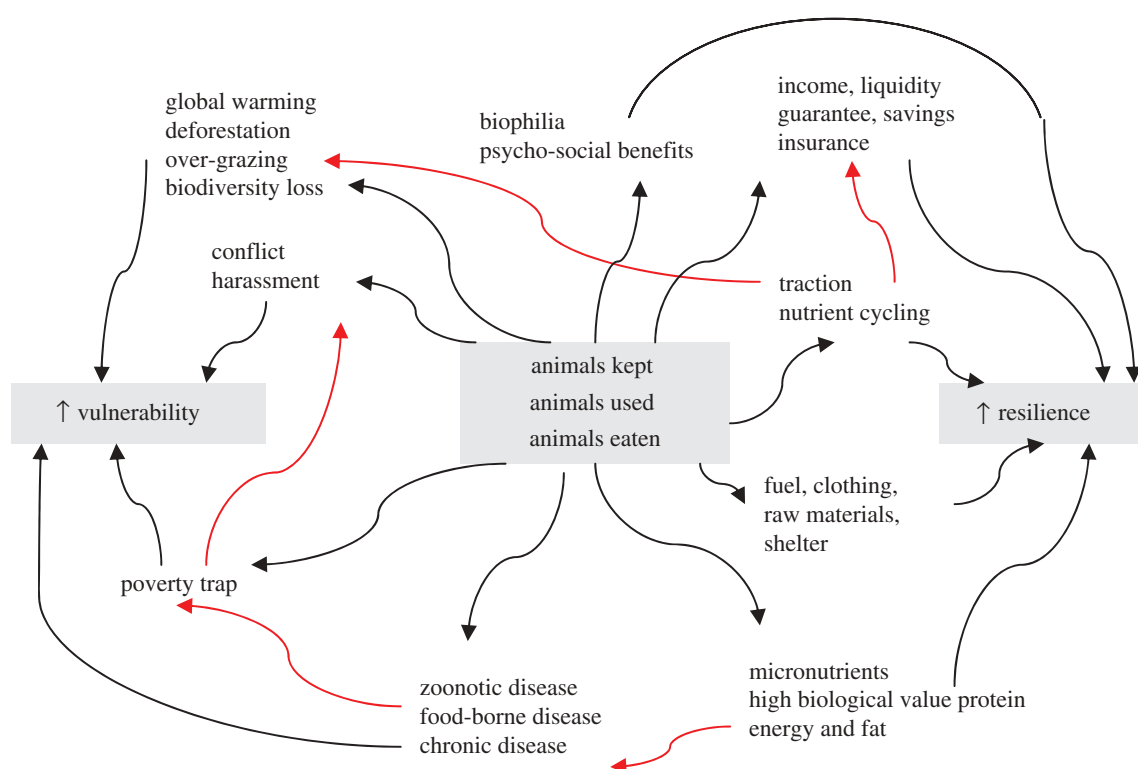 global warming
deforestation
over-grazing
biodiversity loss
biophilia
psycho-social benefits
income, liquidity
guarantee, savings
insurance
conflict
harassment
traction
nutrient cycling
animals kept
animals used
animals eaten
↑ vulnerability
↑ resilience
fuel, clothing,
raw materials,
shelter
poverty trap
zoonotic disease
food-borne disease
chronic disease
micronutrients
high biological value protein
energy and fat